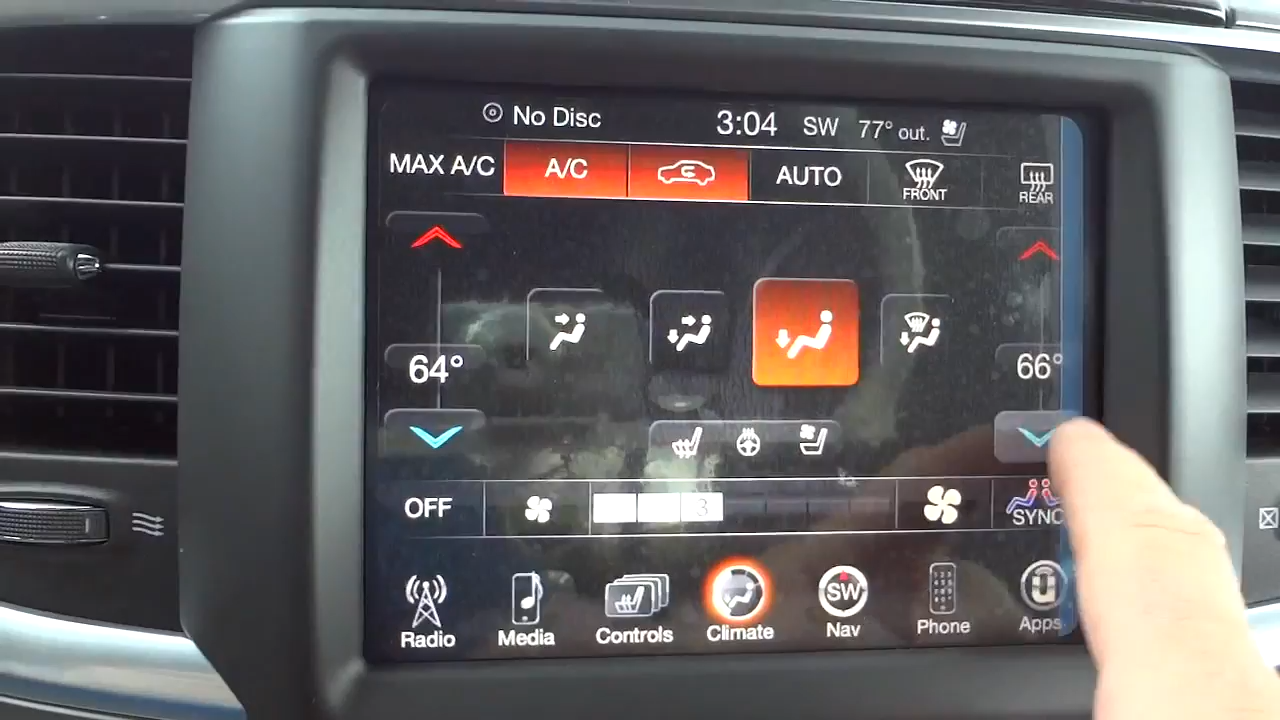 No Disc 3:04 SW 77° out.
MAX A/C A/C AUTO FRONT REAR
64° 66°
OFF 3 SYNC
Radio Media Controls Climate SW Nav Phone Apps